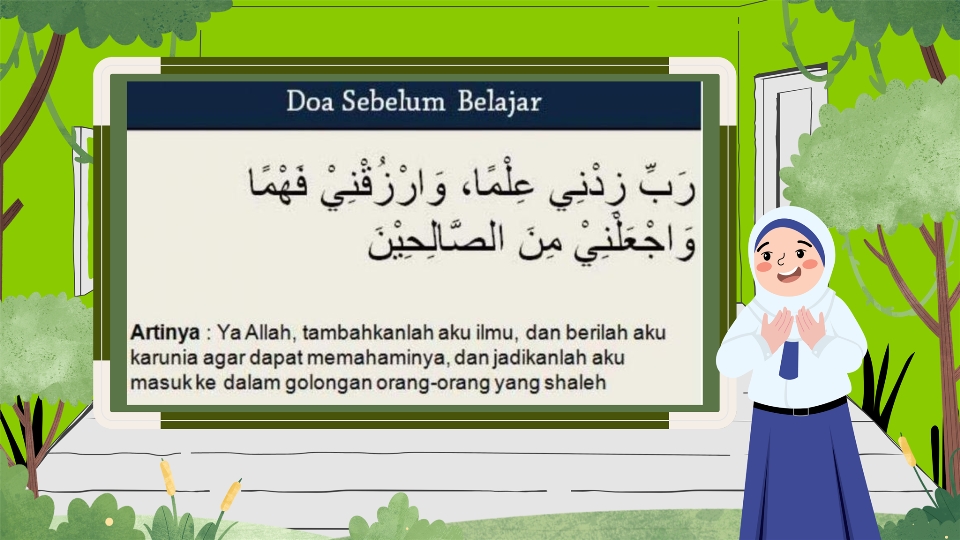 Doa Sebelum Belajar
رَبِّ زِدْنِي عِلْمًا، وَارْزُقْنِيْ فَهْمًا
وَاجْعَلْنِيْ مِنَ الصَّالِحِيْنَ
Artinya : Ya Allah, tambahkanlah aku ilmu, dan berilah aku
karunia agar dapat memahaminya, dan jadikanlah aku
masuk ke dalam golongan orang-orang yang shaleh